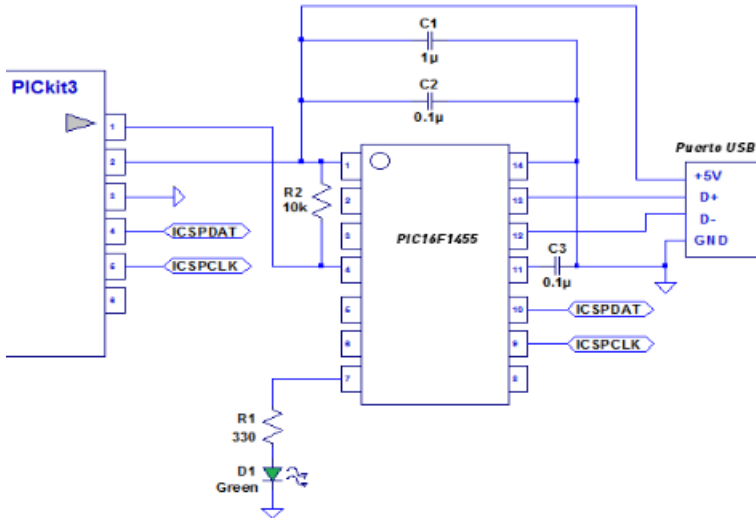 PICkit3
1
2
3
4
5
6
ICSPDAT
ICSPCLK
C1
1µ
C2
0.1µ
R2
10k
1
2
3
4
5
6
7
PIC16F1455
14
13
12
11
10
9
8
C3
0.1µ
ICSPDAT
ICSPCLK
Puerto USB
+5V
D+
D-
GND
R1
330
D1
Green